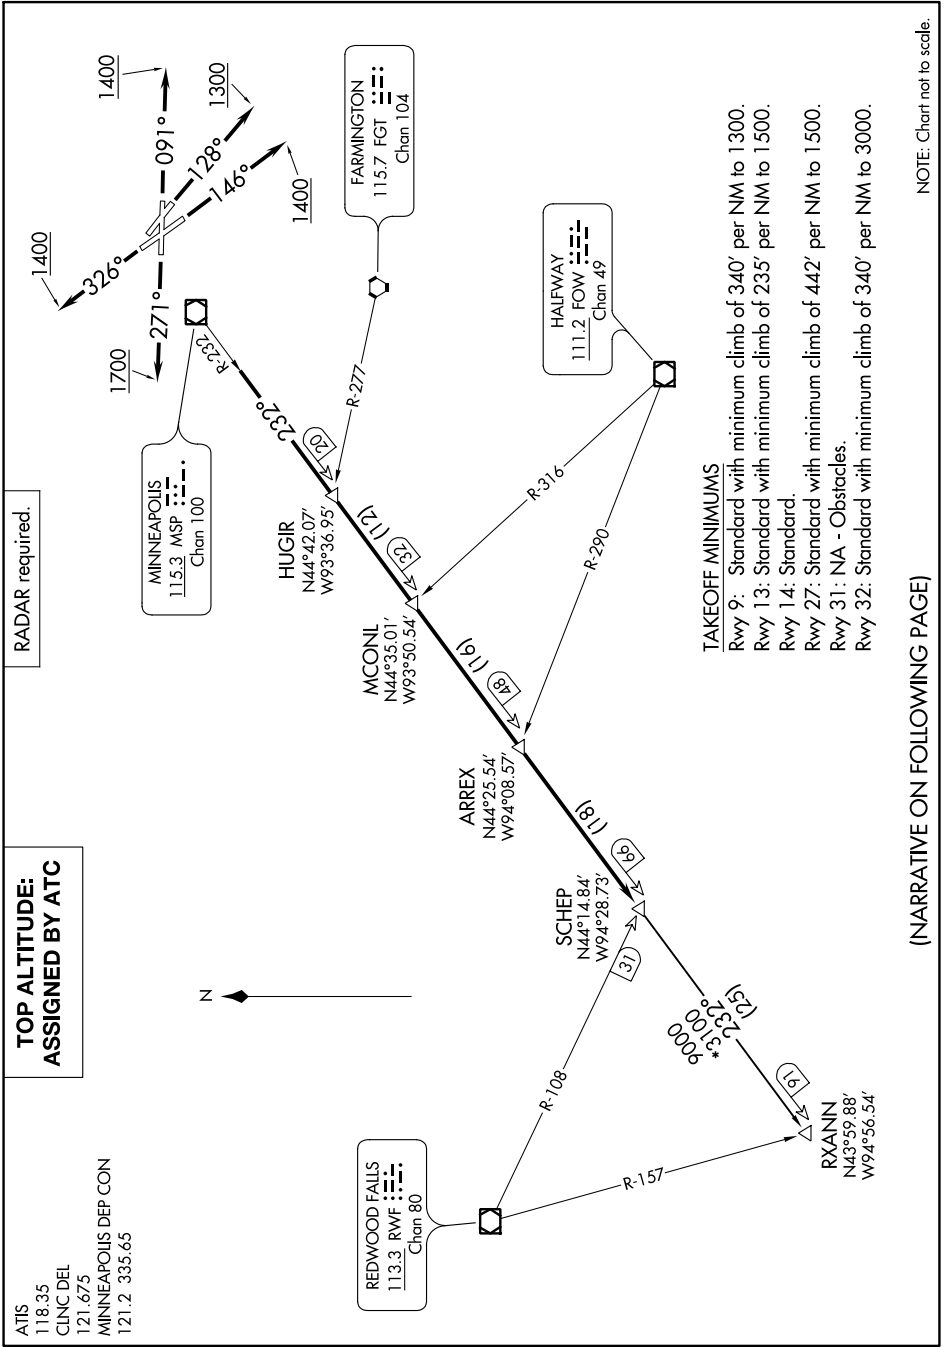 ATIS
118.35
CLNC DEL
121.675
MINNEAPOLIS DEP CON
121.2 335.65
TOP ALTITUDE:
ASSIGNED BY ATC
RADAR required.
N
MINNEAPOLIS
115.3 MSP
Chan 100
1400
326°
1400
091°
1300
128°
146°
1400
271°
1700
R-232
232°
FARMINGTON
115.7 FGT
Chan 104
R-277
20
HUGIR
N44°42.07'
W93°36.95'
(12)
32
MCONL
N44°35.01'
W93°50.54'
(16)
48
ARREX
N44°25.54'
W94°08.57'
(18)
66
SCHEP
N44°14.84'
W94°28.73'
HALFWAY
111.2 FOW
Chan 49
R-316
R-290
REDWOOD FALLS
113.3 RWF
Chan 80
R-108
31
R-157
9000
*3100
232°
(25)
91
RXANN
N43°59.88'
W94°56.54'
TAKEOFF MINIMUMS
Rwy 9: Standard with minimum climb of 340' per NM to 1300.
Rwy 13: Standard with minimum climb of 235' per NM to 1500.
Rwy 14: Standard.
Rwy 27: Standard with minimum climb of 442' per NM to 1500.
Rwy 31: NA - Obstacles.
Rwy 32: Standard with minimum climb of 340' per NM to 3000.
NOTE: Chart not to scale.
(NARRATIVE ON FOLLOWING PAGE)